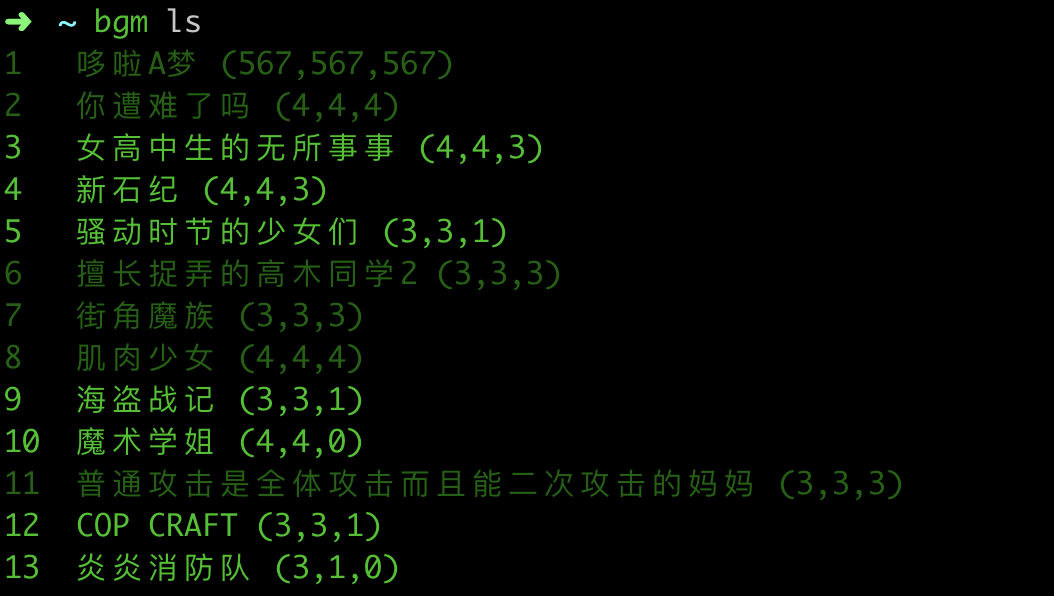 ➜ ~ bgm ls
1 哆啦A梦 (567,567,567)
2 你遭难了吗 (4,4,4)
3 女高中生的无所事事 (4,4,3)
4 新石纪 (4,4,3)
5 骚动时节的少女们 (3,3,1)
6 擅长捉弄的高木同学2 (3,3,3)
7 街角魔族 (3,3,3)
8 肌肉少女 (4,4,4)
9 海盗战记 (3,3,1)
10 魔术学姐 (4,4,0)
11 普通攻击是全体攻击而且能二次攻击的妈妈 (3,3,3)
12 COP CRAFT (3,3,1)
13 炎炎消防队 (3,1,0)